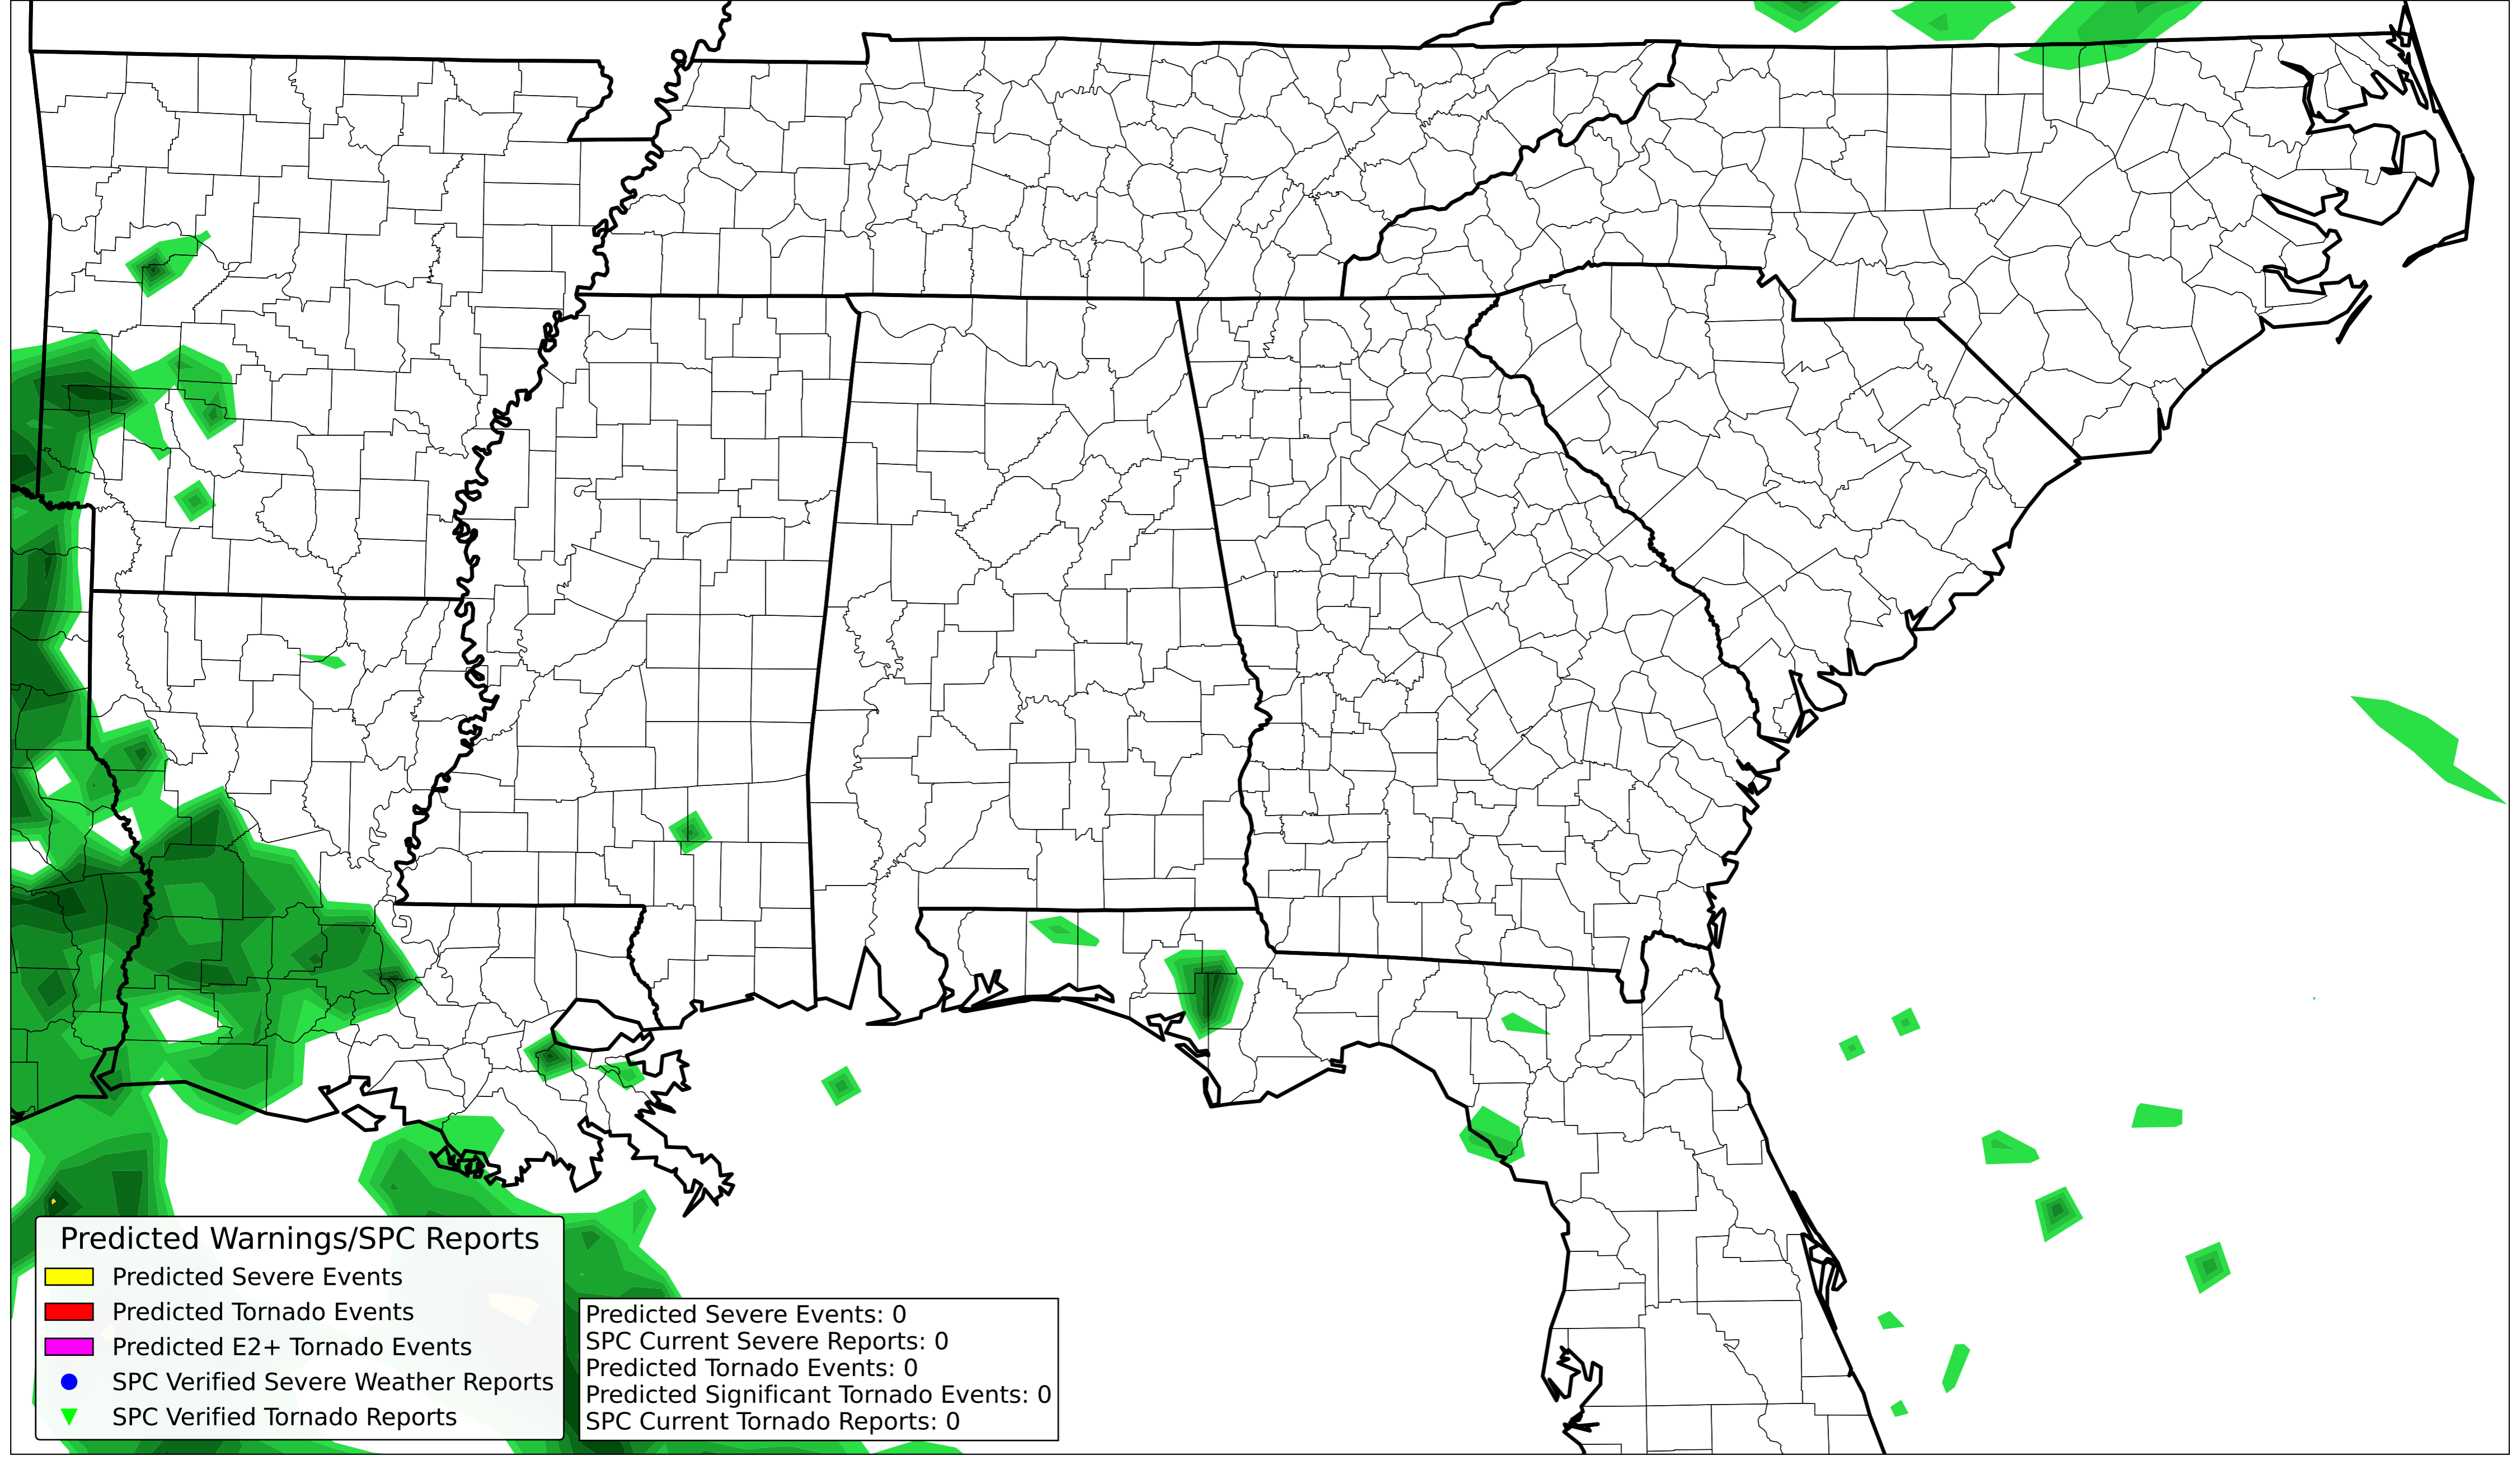 Predicted Warnings/SPC Reports
Predicted Severe Events
Predicted Tornado Events
Predicted E2+ Tornado Events
SPC Verified Severe Weather Reports
SPC Verified Tornado Reports
Predicted Severe Events: 0
SPC Current Severe Reports: 0
Predicted Tornado Events: 0
Predicted Significant Tornado Events: 0
SPC Current Tornado Reports: 0